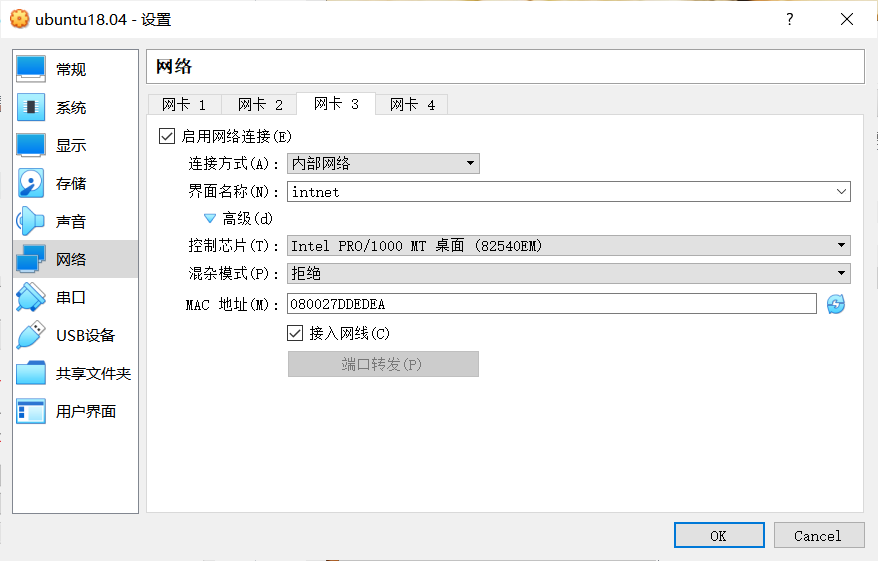 ubuntu18.04 - 设置
?
常规
系统
显示
存储
声音
网络
串口
USB设备
共享文件夹
用户界面
网络
网卡 1 网卡 2 网卡 3 网卡 4
启用网络连接(E)
连接方式(A): 内部网络
界面名称(N): intnet
高级(d)
控制芯片(T): Intel PRO/1000 MT 桌面 (82540EM)
混杂模式(P): 拒绝
MAC 地址(M): 080027DDEDEA
接入网线(C)
端口转发(P)
OK Cancel